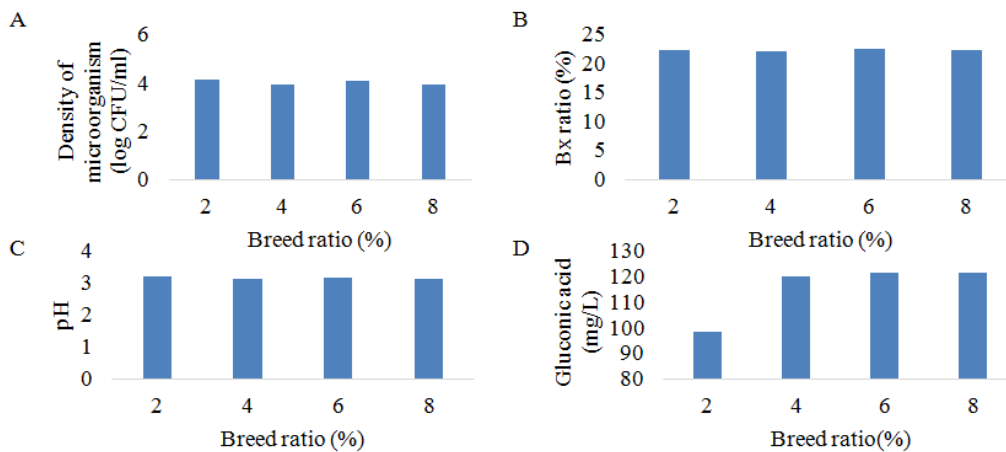 A
Density of
microorganism
(log CFU/ml)
6
4
2
0
2 4 6 8
Breed ratio (%)
B
Bx ratio (%)
25
20
15
10
5
0
2 4 6 8
Breed ratio (%)
C
pH
4
3
2
1
0
2 4 6 8
Breed ratio (%)
D
Gluconic acid
(mg/L)
130
120
110
100
90
80
2 4 6 8
Breed ratio(%)